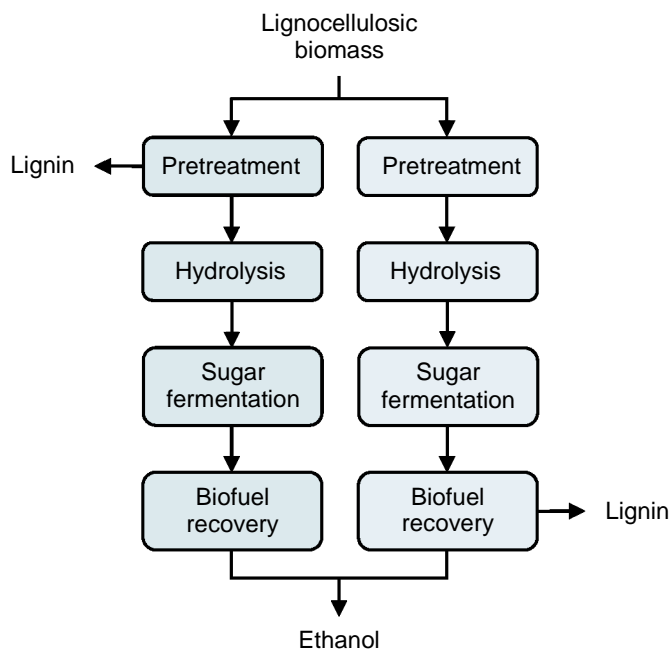 Lignocellulosic
biomass
Lignin
Pretreatment
Pretreatment
Hydrolysis
Hydrolysis
Sugar
fermentation
Sugar
fermentation
Biofuel
recovery
Biofuel
recovery
Lignin
Ethanol